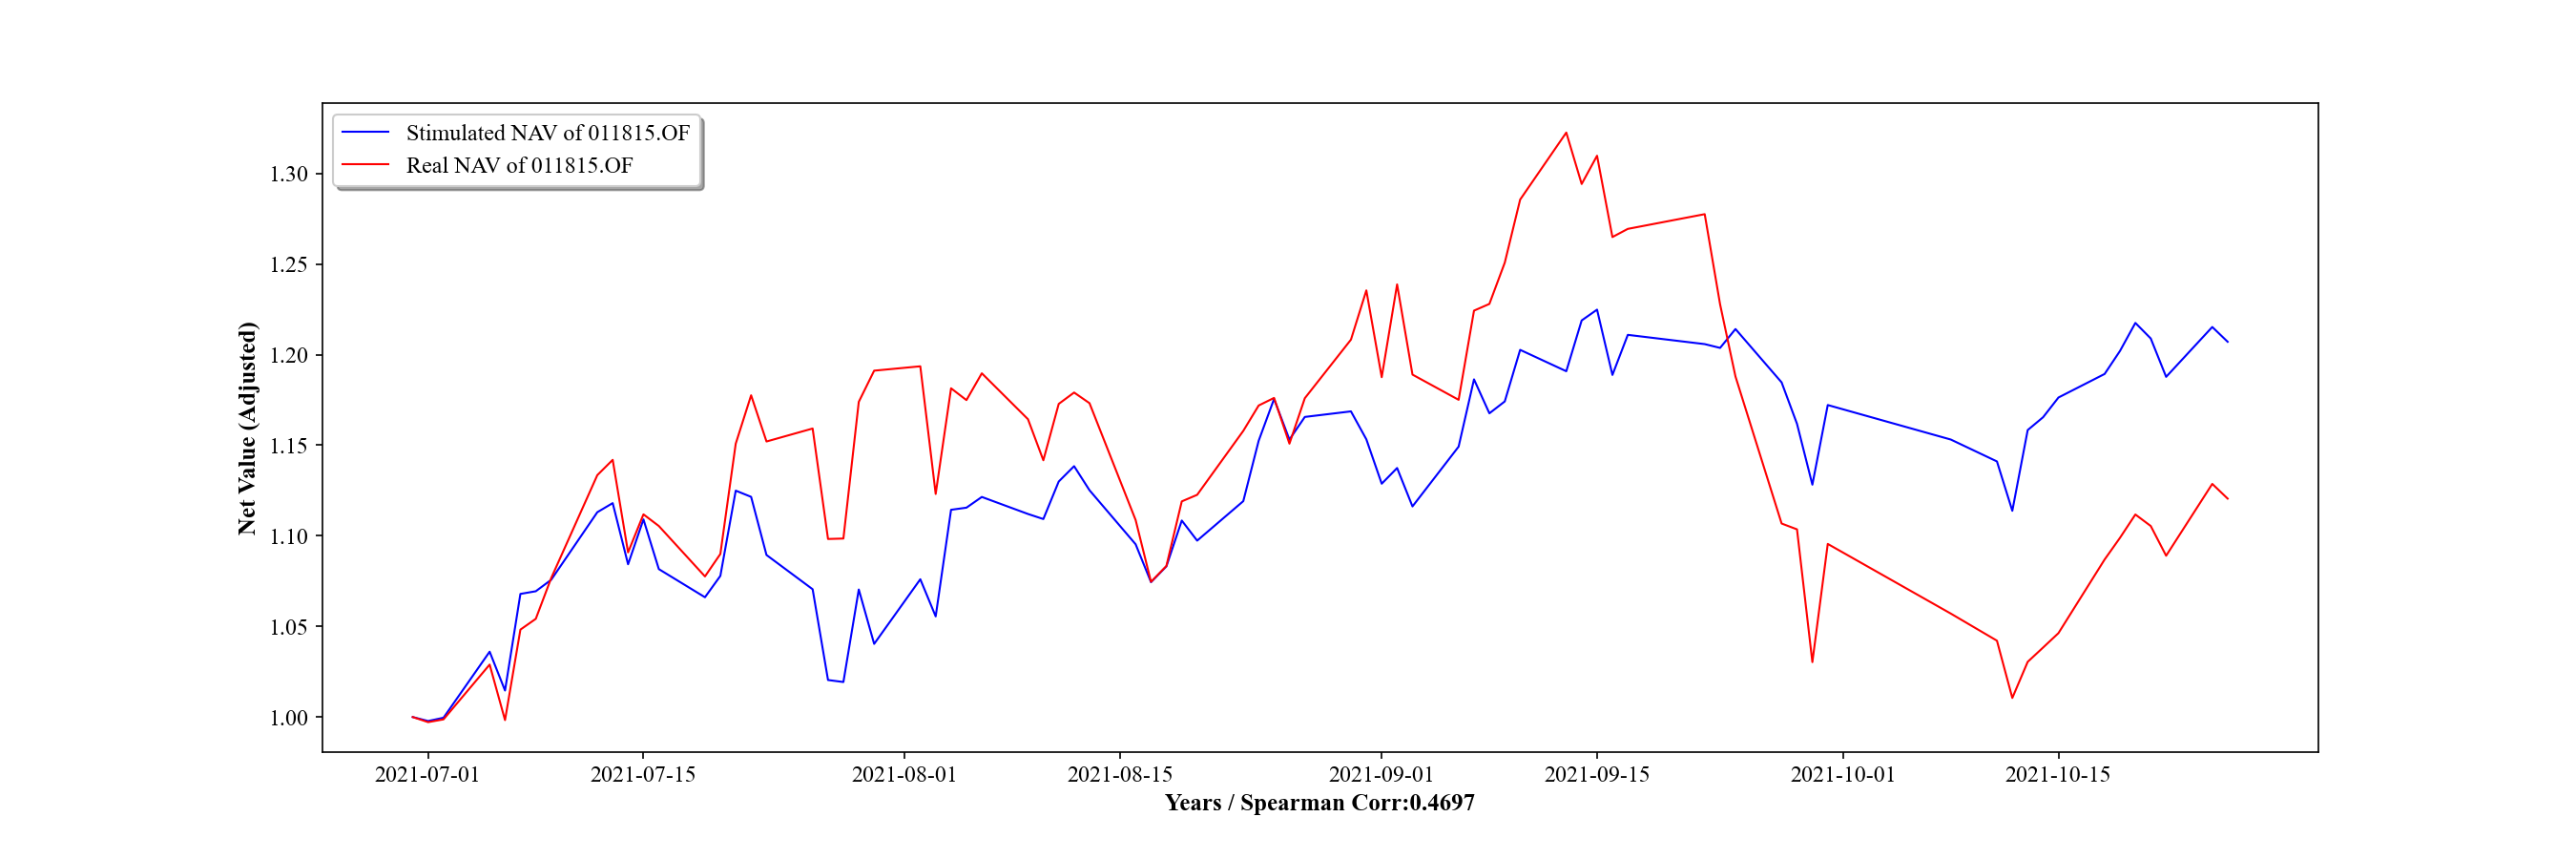 Stimulated NAV of 011815.OF
Real NAV of 011815.OF
1.30
1.25
1.20
1.15
1.10
1.05
1.00
Net Value (Adjusted)
2021-07-01 2021-07-15 2021-08-01 2021-08-15 2021-09-01 2021-09-15 2021-10-01 2021-10-15
Years / Spearman Corr:0.4697